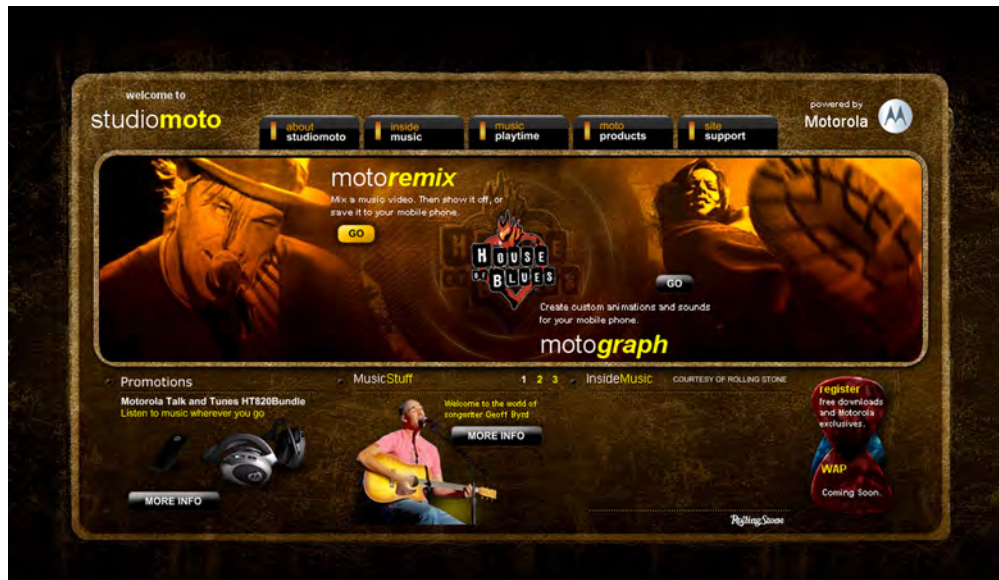 welcome to
studiomoto
about
studiomoto
inside
music
music
playtime
moto
products
site
support
powered by
Motorola
motoremix
Mix a music video. Then show it off, or
save it to your mobile phone.
GO
HOUSE
OF BLUES
GO
Create custom animations and sounds
for your mobile phone.
motograph
Promotions
Motorola Talk and Tunes HT820Bundle
Listen to music wherever you go
MORE INFO
MusicStuff
1 2 3
Welcome to the world of
songwriter Geoff Byrd
MORE INFO
InsideMusic
COURTESY OF ROLLING STONE
Rolling Stone
register
free downloads
and Motorola
exclusives.
WAP
Coming Soon.